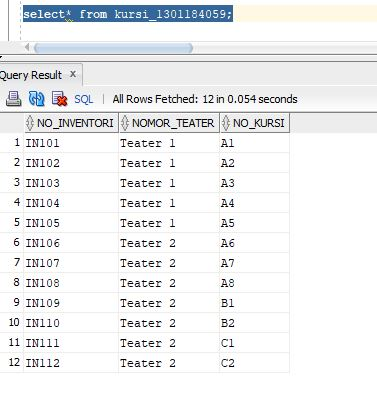 select* from kursi_1301184059;
Query Result x
SQL | All Rows Fetched: 12 in 0.054 seconds
NO_INVENTORI NOMOR_TEATER NO_KURSI
1 IN101 Teater 1 A1
2 IN102 Teater 1 A2
3 IN103 Teater 1 A3
4 IN104 Teater 1 A4
5 IN105 Teater 1 A5
6 IN106 Teater 2 A6
7 IN107 Teater 2 A7
8 IN108 Teater 2 A8
9 IN109 Teater 2 B1
10 IN110 Teater 2 B2
11 IN111 Teater 2 C1
12 IN112 Teater 2 C2